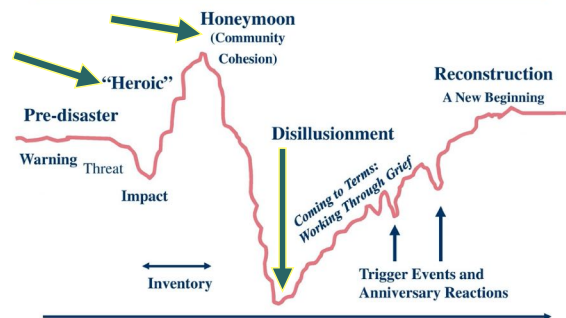 Honeymoon
(Community
Cohesion)
“Heroic”
Pre-disaster
Reconstruction
A New Beginning
Disillusionment
Warning
Threat
Impact
Coming to Terms:
Working Through Grief
Inventory
Trigger Events and
Anniversary Reactions